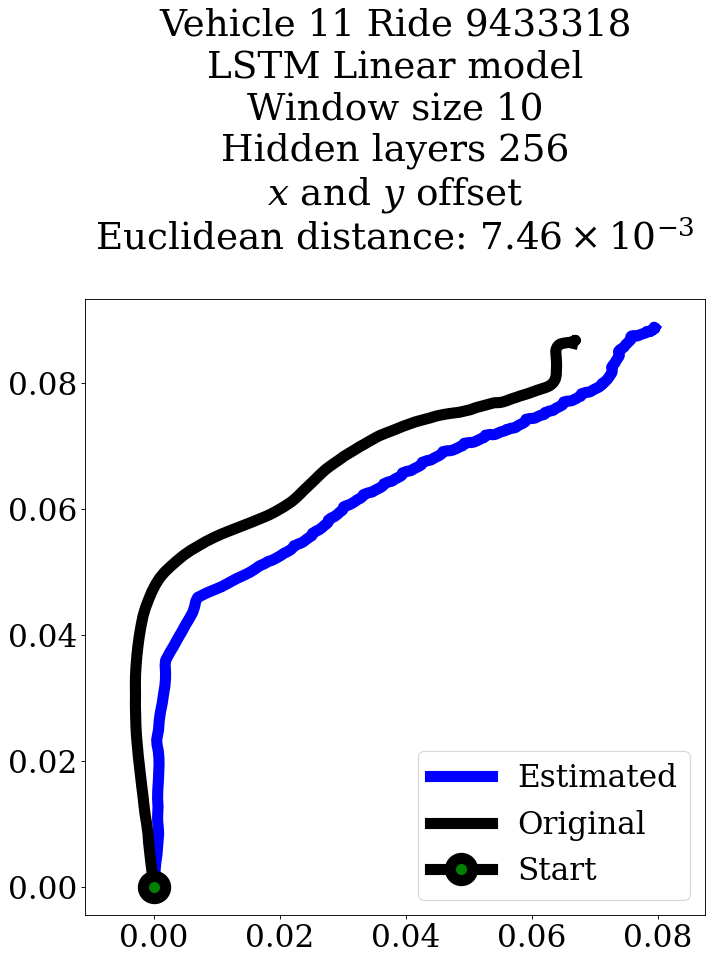 Vehicle 11 Ride 9433318
LSTM Linear model
Window size 10
Hidden layers 256
x and y offset
Euclidean distance: 7.46 × 10⁻³
0.08
0.06
0.04
0.02
0.00
Estimated
Original
Start
0.00 0.02 0.04 0.06 0.08